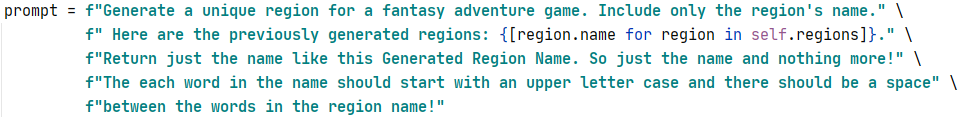 prompt = f"Generate a unique region for a fantasy adventure game. Include only the region's name." \
f" Here are the previously generated regions: {[region.name for region in self.regions]}." \
f"Return just the name like this Generated Region Name. So just the name and nothing more!" \
f"The each word in the name should start with an upper letter case and there should be a space" \
f"between the words in the region name!"